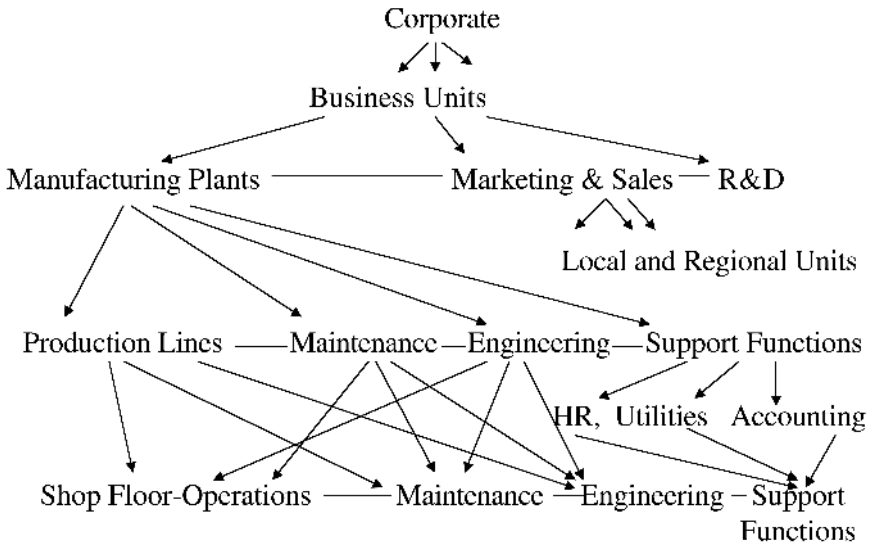 Corporate
Business Units
Manufacturing Plants Marketing & Sales R&D
Local and Regional Units
Production Lines Maintenance Engineering Support Functions
HR, Utilities Accounting
Shop Floor-Operations Maintenance Engineering Support
Functions